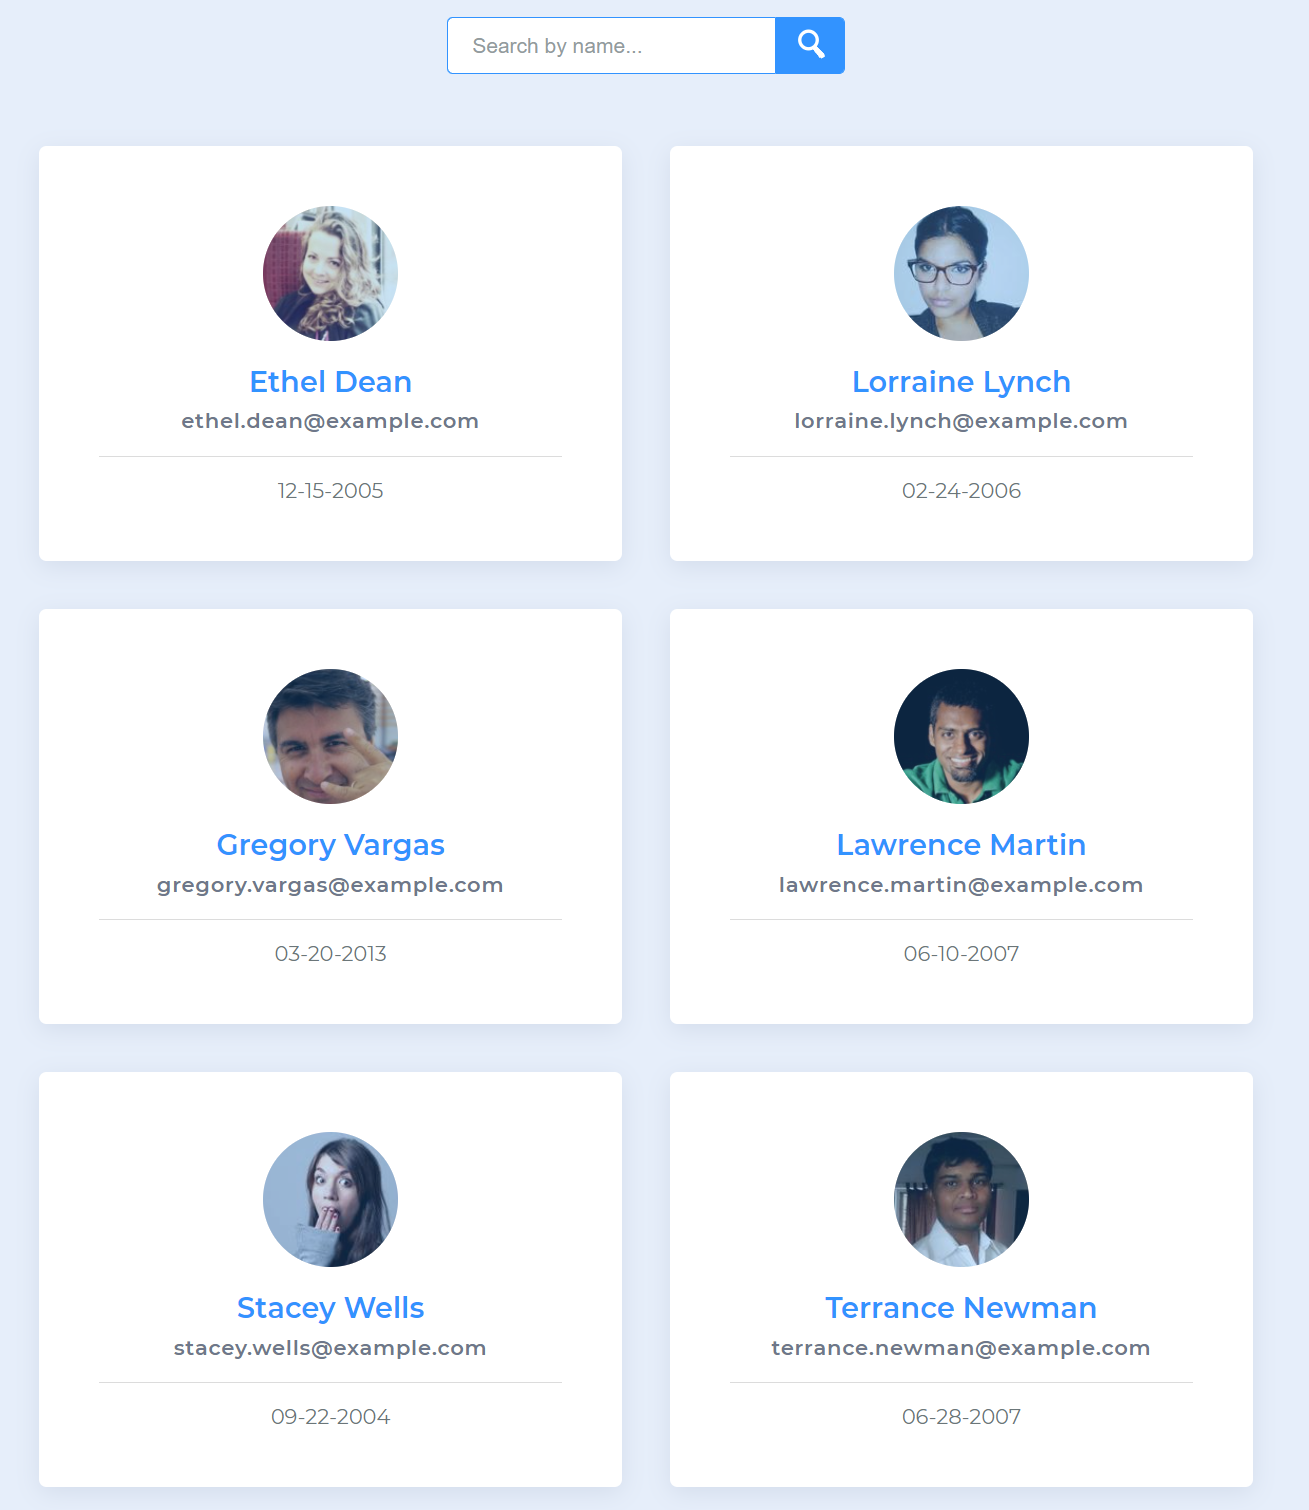 Search by name...
Ethel Dean
ethel.dean@example.com
12-15-2005
Lorraine Lynch
lorraine.lynch@example.com
02-24-2006
Gregory Vargas
gregory.vargas@example.com
03-20-2013
Lawrence Martin
lawrence.martin@example.com
06-10-2007
Stacey Wells
stacey.wells@example.com
09-22-2004
Terrance Newman
terrance.newman@example.com
06-28-2007